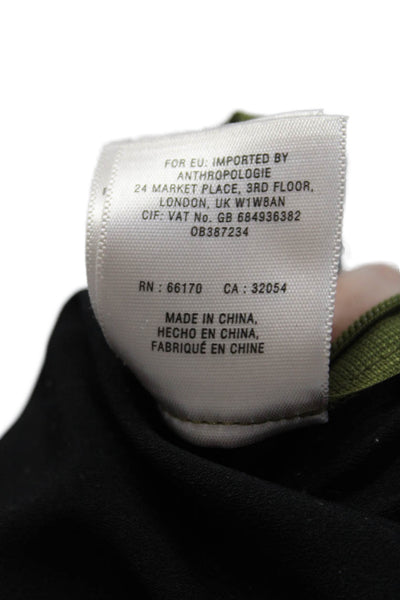 FOR EU: IMPORTED BY
ANTHROPOLOGIE
24 MARKET PLACE, 3RD FLOOR,
LONDON, UK W1W8AN
CIF: VAT No. GB 684936382
OB387234
RN : 66170 CA : 32054
MADE IN CHINA,
HECHO EN CHINA,
FABRIQUÉ EN CHINE